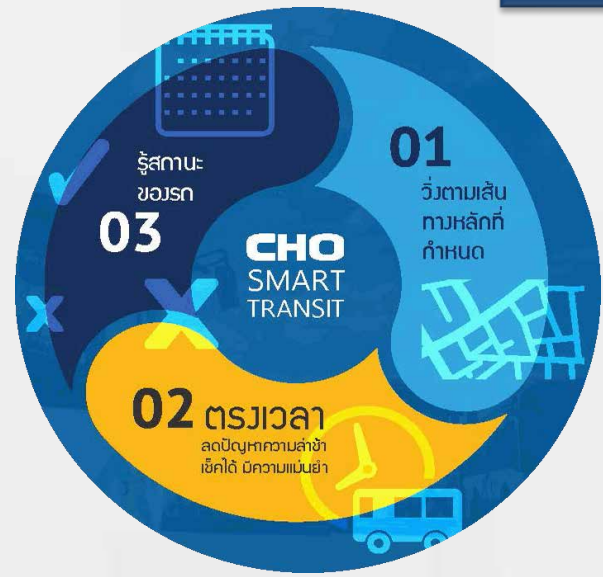 01
วิ่งตามเส้น
ทางหลักที่
กำหนด
02 ตรงเวลา
ลดปัญหาความล่าช้า
เช็คได้ มีความแม่นยำ
รู้สถานะ
ของรถ
03
CHO
SMART
TRANSIT